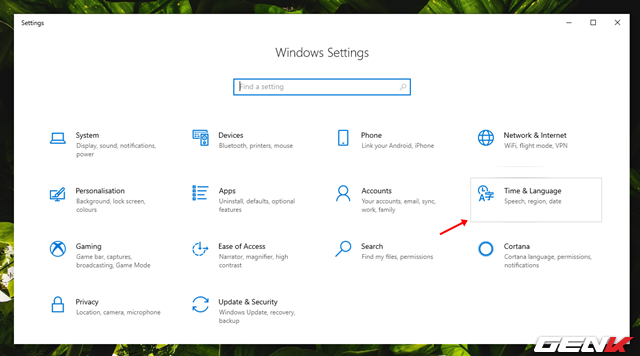 Settings
Windows Settings
Find a setting
System
Display, sound, notifications,
power
Devices
Bluetooth, printers, mouse
Phone
Link your Android, iPhone
Network & Internet
WiFi, flight mode, VPN
Personalisation
Background, lock screen,
colours
Apps
Uninstall, defaults, optional
features
Accounts
Your accounts, email, sync,
work, family
Time & Language
Speech, region, date
Gaming
Game bar, captures,
broadcasting, Game Mode
Ease of Access
Narrator, magnifier, high
contrast
Search
Find my files, permissions
Cortana
Cortana language, permissions,
notifications
Privacy
Location, camera, microphone
Update & Security
Windows Update, recovery,
backup
GENK